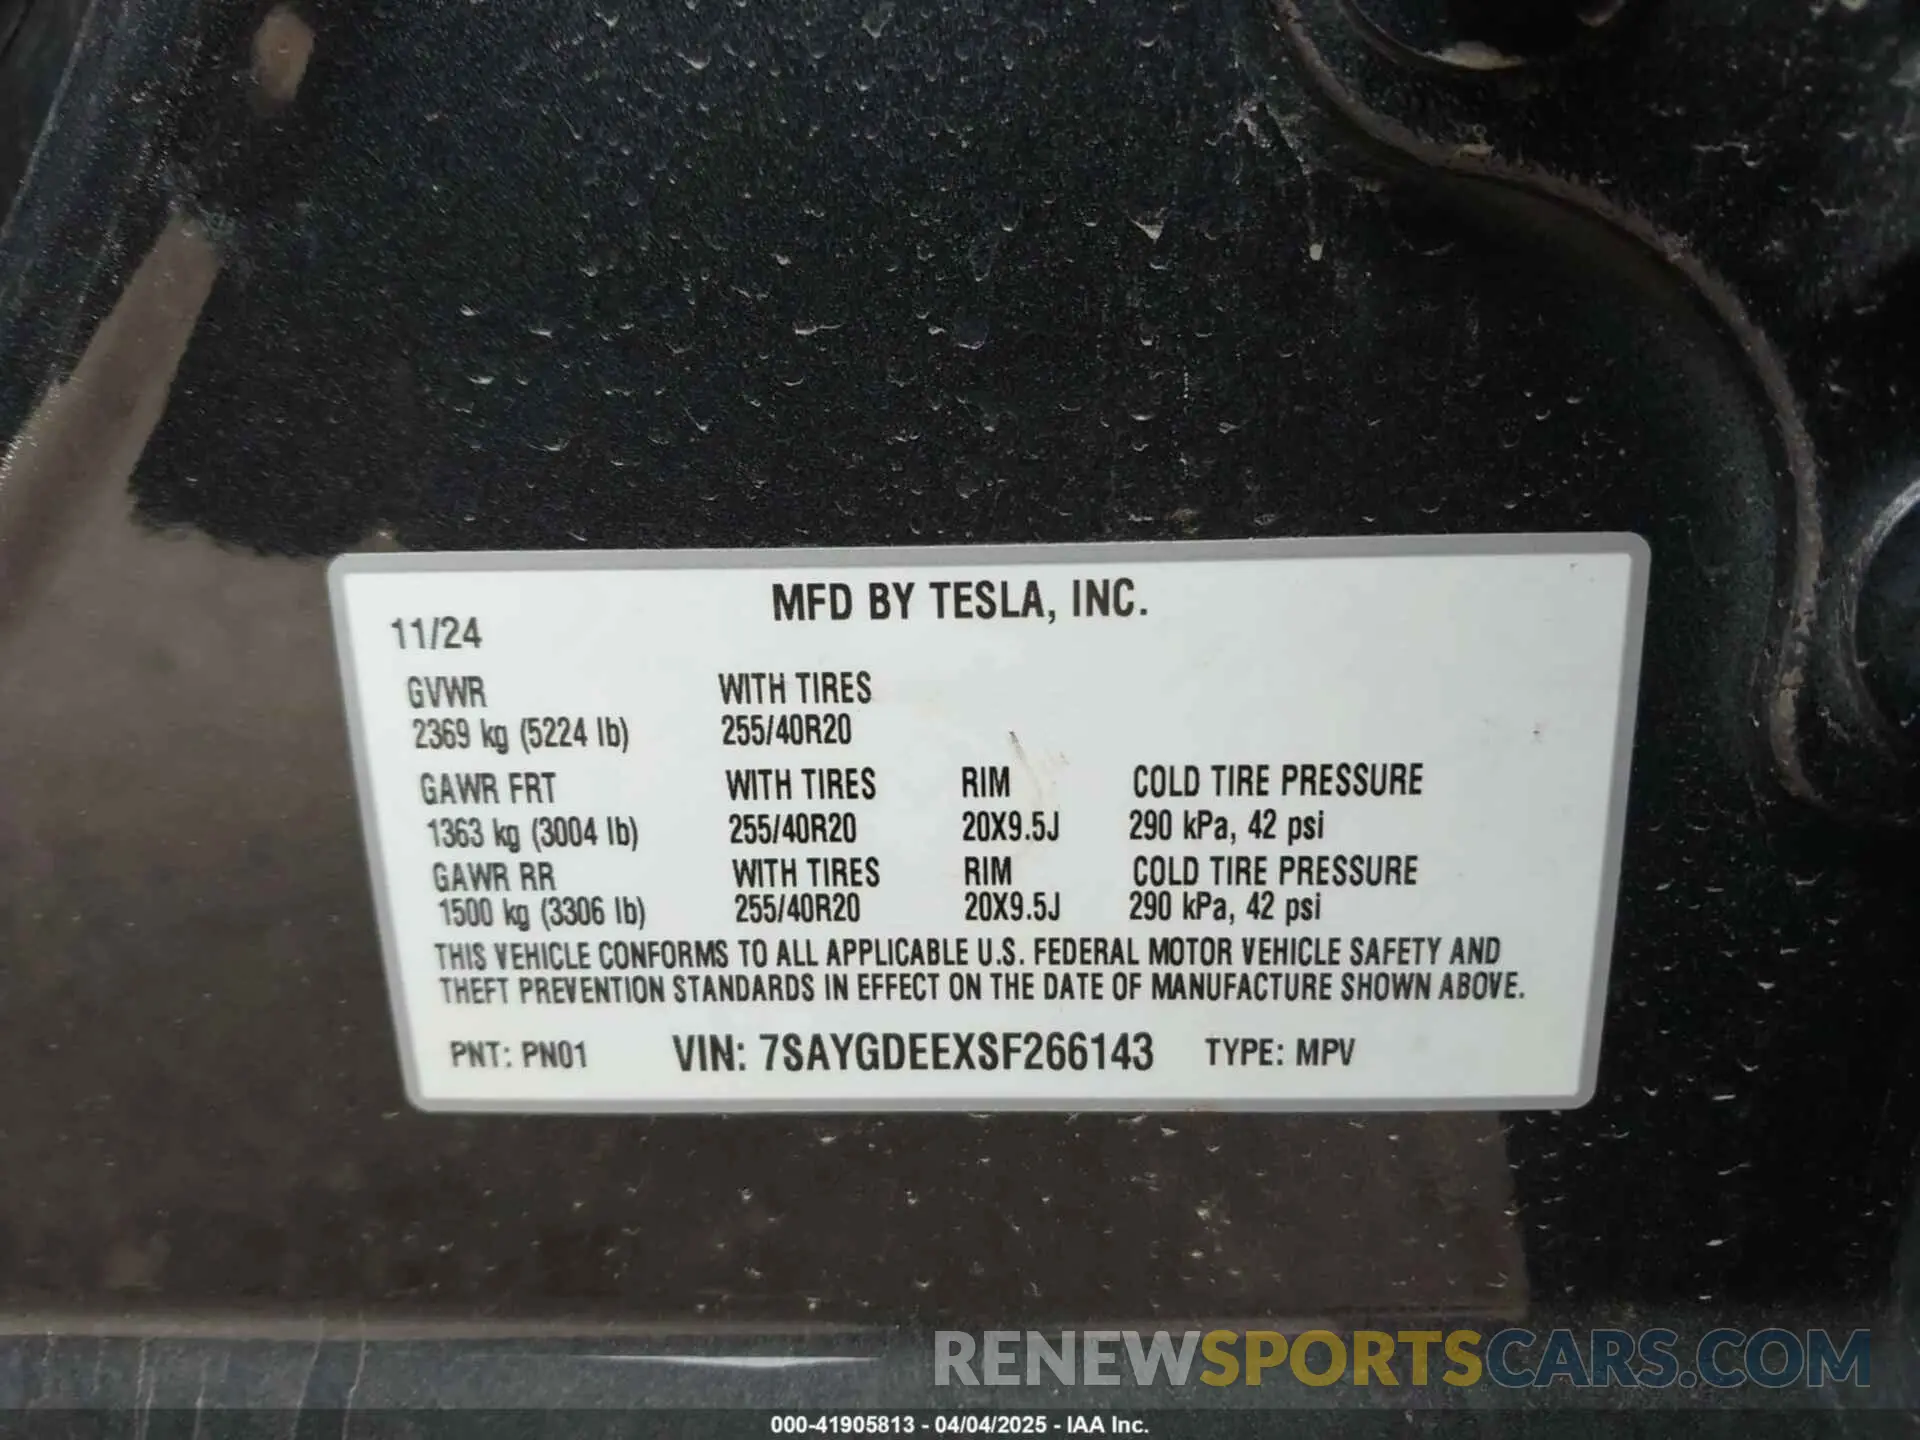 MFD BY TESLA, INC.
11/24
GVWR WITH TIRES
2369 kg (5224 lb) 255/40R20
GAWR FRT WITH TIRES RIM COLD TIRE PRESSURE
1363 kg (3004 lb) 255/40R20 20X9.5J 290 kPa, 42 psi
GAWR RR WITH TIRES RIM COLD TIRE PRESSURE
1500 kg (3306 lb) 255/40R20 20X9.5J 290 kPa, 42 psi
THIS VEHICLE CONFORMS TO ALL APPLICABLE U.S. FEDERAL MOTOR VEHICLE SAFETY AND
THEFT PREVENTION STANDARDS IN EFFECT ON THE DATE OF MANUFACTURE SHOWN ABOVE.
PNT: PN01 VIN: 7SAYGDEEXSF266143 TYPE: MPV
RENEWSPORTSCARS.COM
000-41905813 - 04/04/2025 - IAA Inc.